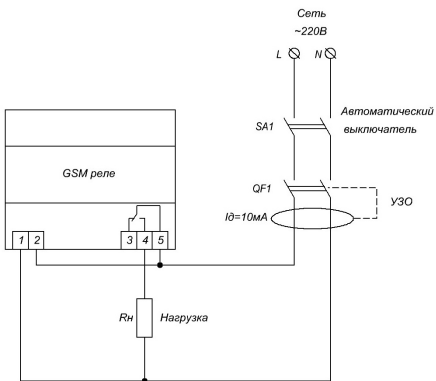 Сеть
~220В
L
N
SA1
Автоматический
выключатель
GSM реле
QF1
УЗО
Iд=10мА
1 2 3 4 5
Rн
Нагрузка